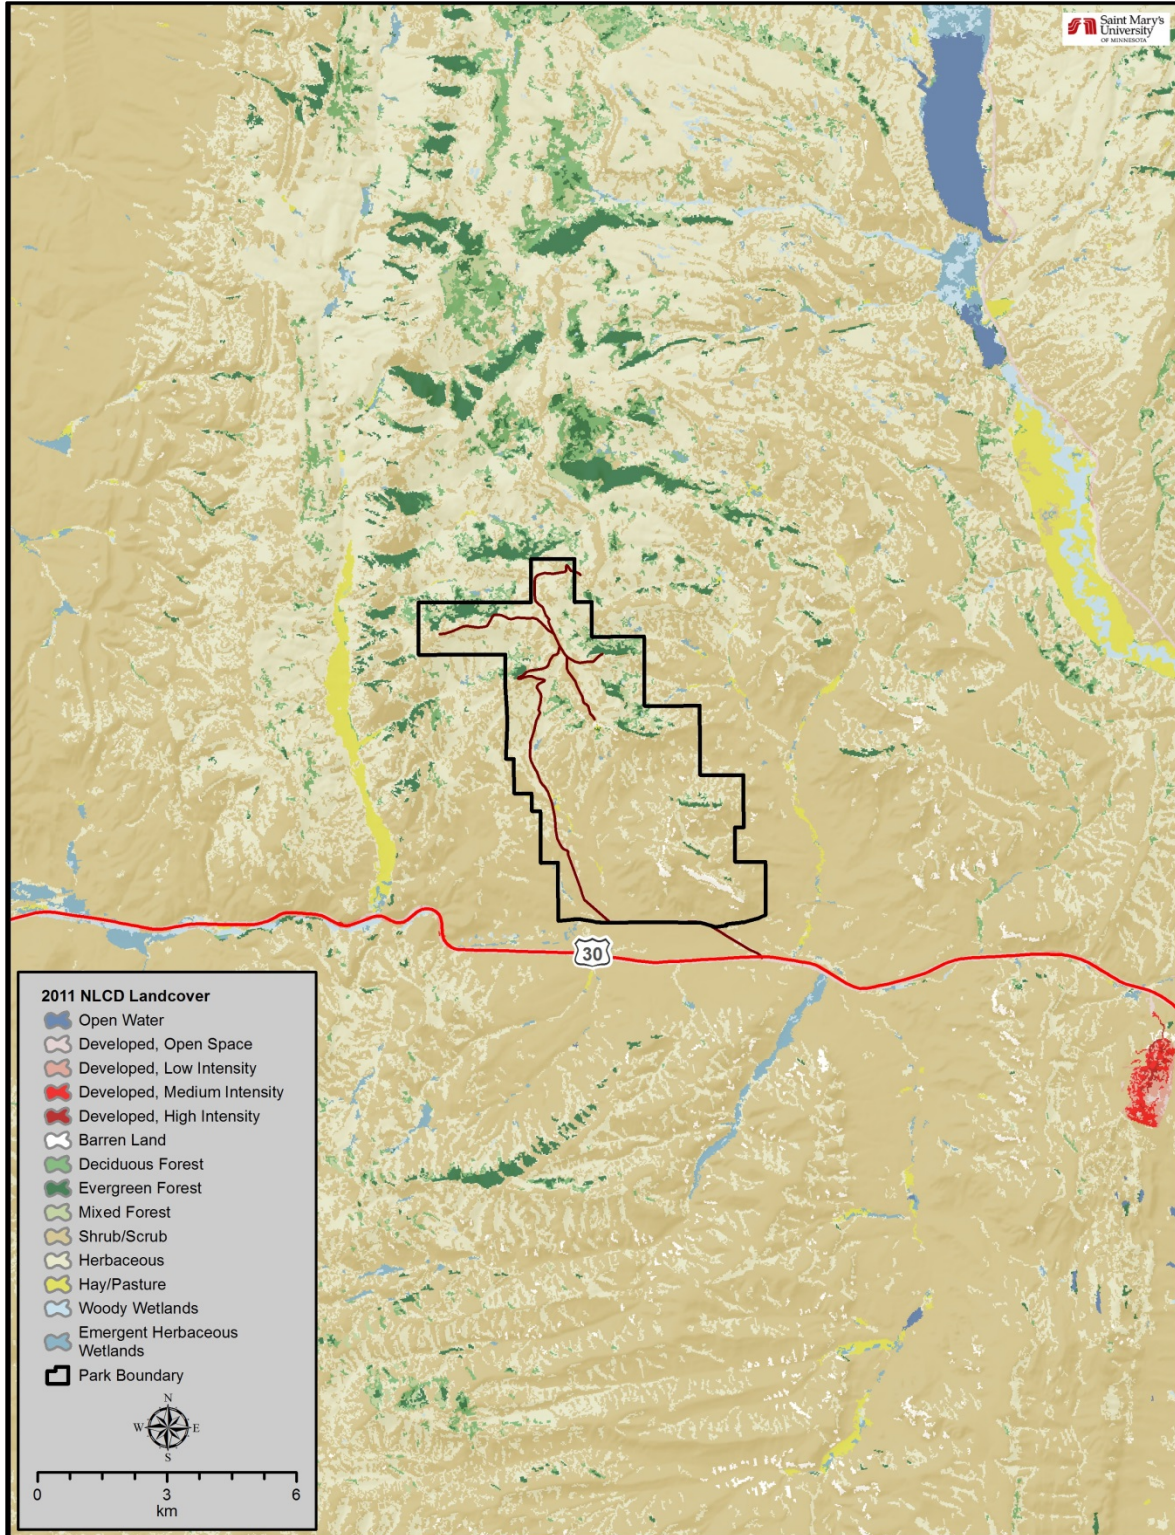 Saint Mary's
University
OF MINNESOTA
30
2011 NLCD Landcover
Open Water
Developed, Open Space
Developed, Low Intensity
Developed, Medium Intensity
Developed, High Intensity
Barren Land
Deciduous Forest
Evergreen Forest
Mixed Forest
Shrub/Scrub
Herbaceous
Hay/Pasture
Woody Wetlands
Emergent Herbaceous
Wetlands
Park Boundary
N
W E
S
0 3 6
km